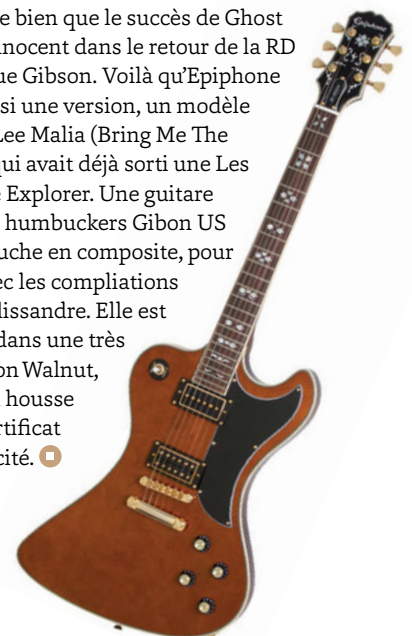 e bien que le succès de Ghost
nnocent dans le retour de la RD
ue Gibson. Voilà qu'Epiphone
si une version, un modèle
Lee Malia (Bring Me The
qui avait déjà sorti une Les
e Explorer. Une guitare
humbuckers Gibon US
uche en composite, pour
ec les compliations
lissandre. Elle est
dans une très
on Walnut,
housse
rtificat
cité.
Epiphone